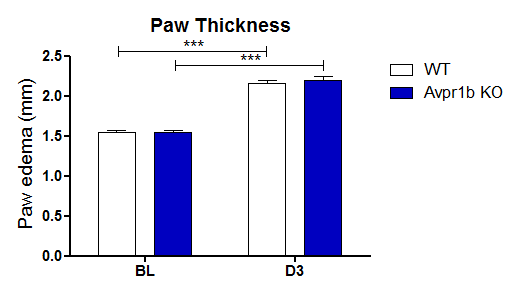 Paw Thickness
***
***
Paw edema (mm)
2.5
2.0
1.5
1.0
0.5
0.0
BL
D3
WT
Avpr1b KO